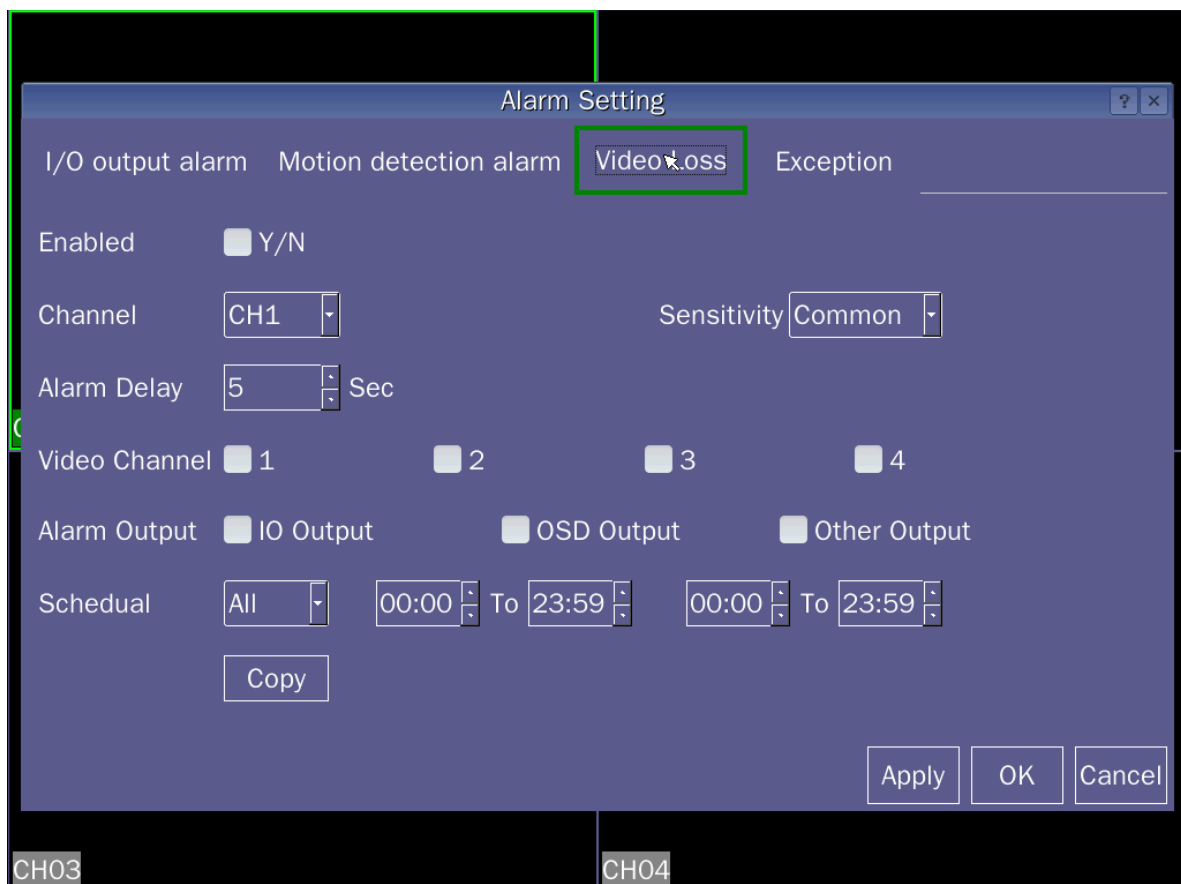 Alarm Setting
I/O output alarm Motion detection alarm Video Loss Exception
Enabled Y/N
Channel CH1 Sensitivity Common
Alarm Delay 5 Sec
Video Channel 1 2 3 4
Alarm Output IO Output OSD Output Other Output
Schedual All 00:00 To 23:59 00:00 To 23:59
Copy
Apply OK Cancel
CH03 CH04